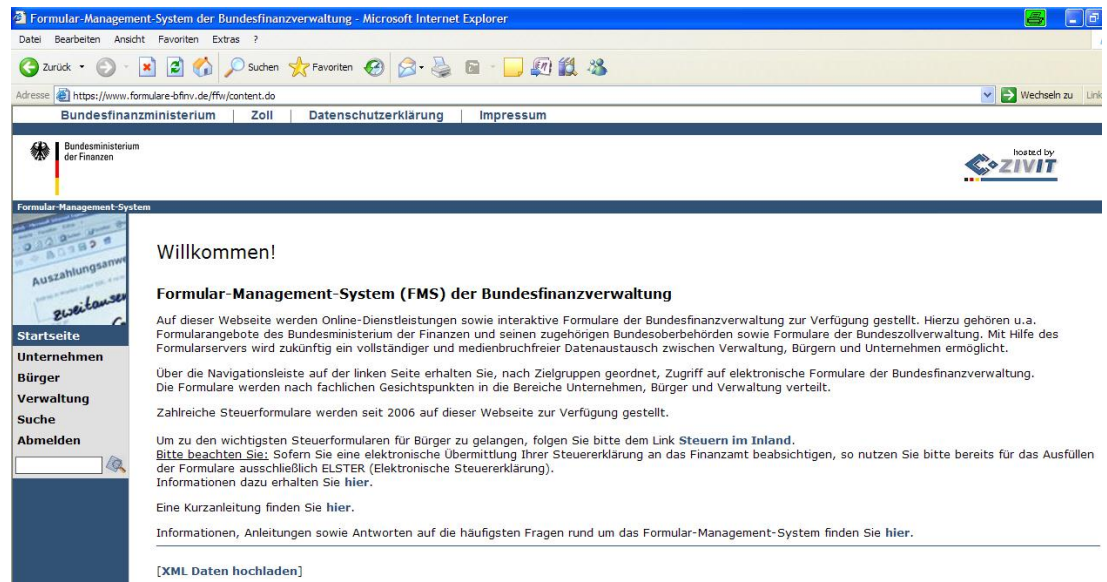 Formular-Management-System der Bundesfinanzverwaltung - Microsoft Internet Explorer
Datei Bearbeiten Ansicht Favoriten Extras ?
Zurück Suchen Favoriten
Adresse https://www.formulare-bfinv.de/ffw/content.do Wechseln zu
Bundesfinanzministerium | Zoll | Datenschutzerklärung | Impressum
Bundesministerium
der Finanzen
hosted by
ZIVIT
Formular-Management-System
Auszahlungsanw
zweitausen
Startseite
Unternehmen
Bürger
Verwaltung
Suche
Abmelden
Willkommen!
Formular-Management-System (FMS) der Bundesfinanzverwaltung
Auf dieser Webseite werden Online-Dienstleistungen sowie interaktive Formulare der Bundesfinanzverwaltung zur Verfügung gestellt. Hierzu gehören u.a.
Formularangebote des Bundesministerium der Finanzen und seinen zugehörigen Bundesoberbehörden sowie Formulare der Bundeszollverwaltung. Mit Hilfe des
Formularservers wird zukünftig ein vollständiger und medienbruchfreier Datenaustausch zwischen Verwaltung, Bürgern und Unternehmen ermöglicht.
Über die Navigationsleiste auf der linken Seite erhalten Sie, nach Zielgruppen geordnet, Zugriff auf elektronische Formulare der Bundesfinanzverwaltung.
Die Formulare werden nach fachlichen Gesichtspunkten in die Bereiche Unternehmen, Bürger und Verwaltung verteilt.
Zahlreiche Steuerformulare werden seit 2006 auf dieser Webseite zur Verfügung gestellt.
Um zu den wichtigsten Steuerformularen für Bürger zu gelangen, folgen Sie bitte dem Link Steuern im Inland.
Bitte beachten Sie: Sofern Sie eine elektronische Übermittlung Ihrer Steuererklärung an das Finanzamt beabsichtigen, so nutzen Sie bitte bereits für das Ausfüllen
der Formulare ausschließlich ELSTER (Elektronische Steuererklärung).
Informationen dazu erhalten Sie hier.
Eine Kurzanleitung finden Sie hier.
Informationen, Anleitungen sowie Antworten auf die häufigsten Fragen rund um das Formular-Management-System finden Sie hier.
[XML Daten hochladen]